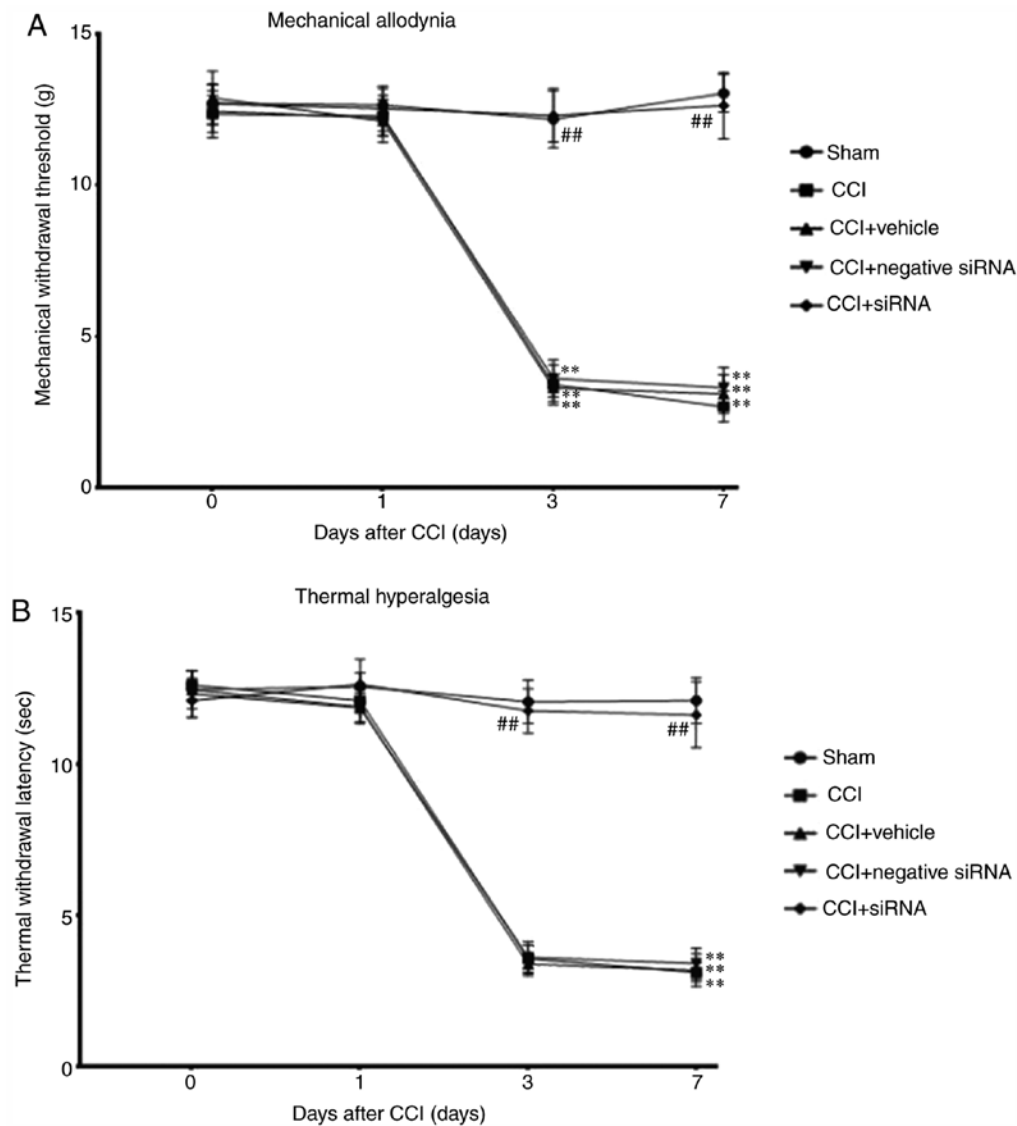 A
Mechanical allodynia
15
10
5
0
Mechanical withdrawal threshold (g)
##
##
**
**
**
**
**
**
0 1 3 7
Days after CCI (days)
Sham
CCI
CCI+vehicle
CCI+negative siRNA
CCI+siRNA
B
Thermal hyperalgesia
15
10
5
0
Thermal withdrawal latency (sec)
##
##
**
**
**
0 1 3 7
Days after CCI (days)
Sham
CCI
CCI+vehicle
CCI+negative siRNA
CCI+siRNA